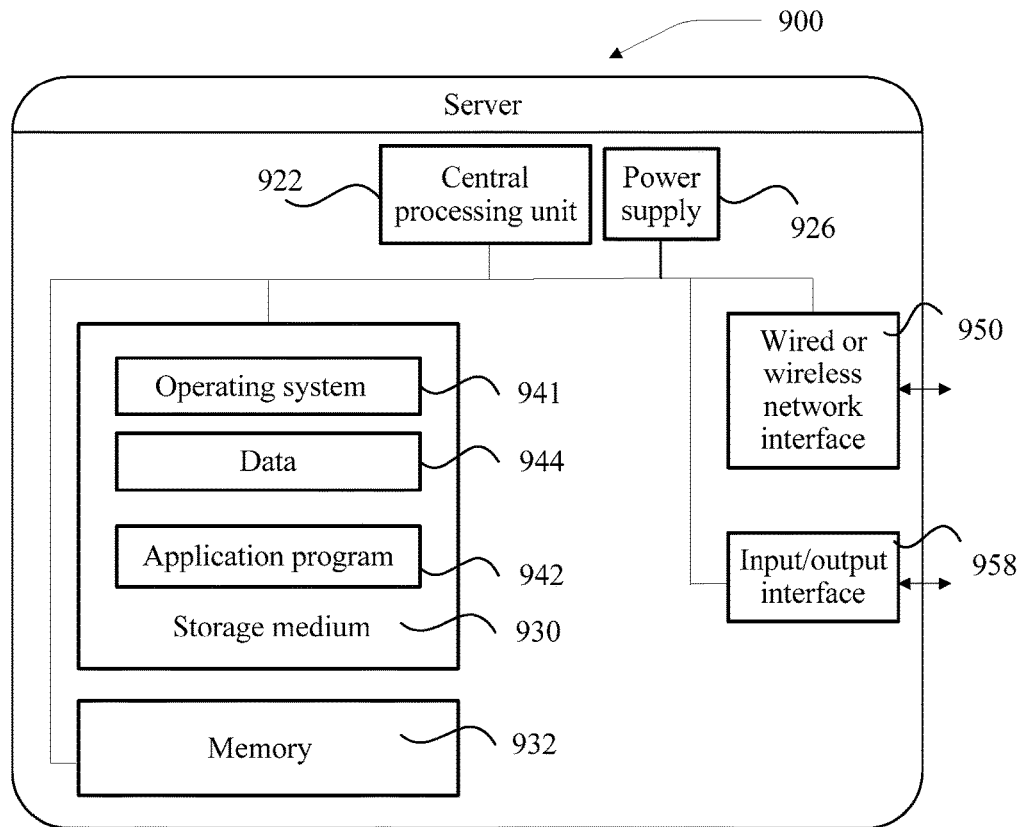 900
Server
922
Central
processing unit
Power
supply
926
Operating system
941
Data
944
Application program
942
Storage medium
930
Memory
932
Wired or
wireless
network
interface
950
Input/output
interface
958